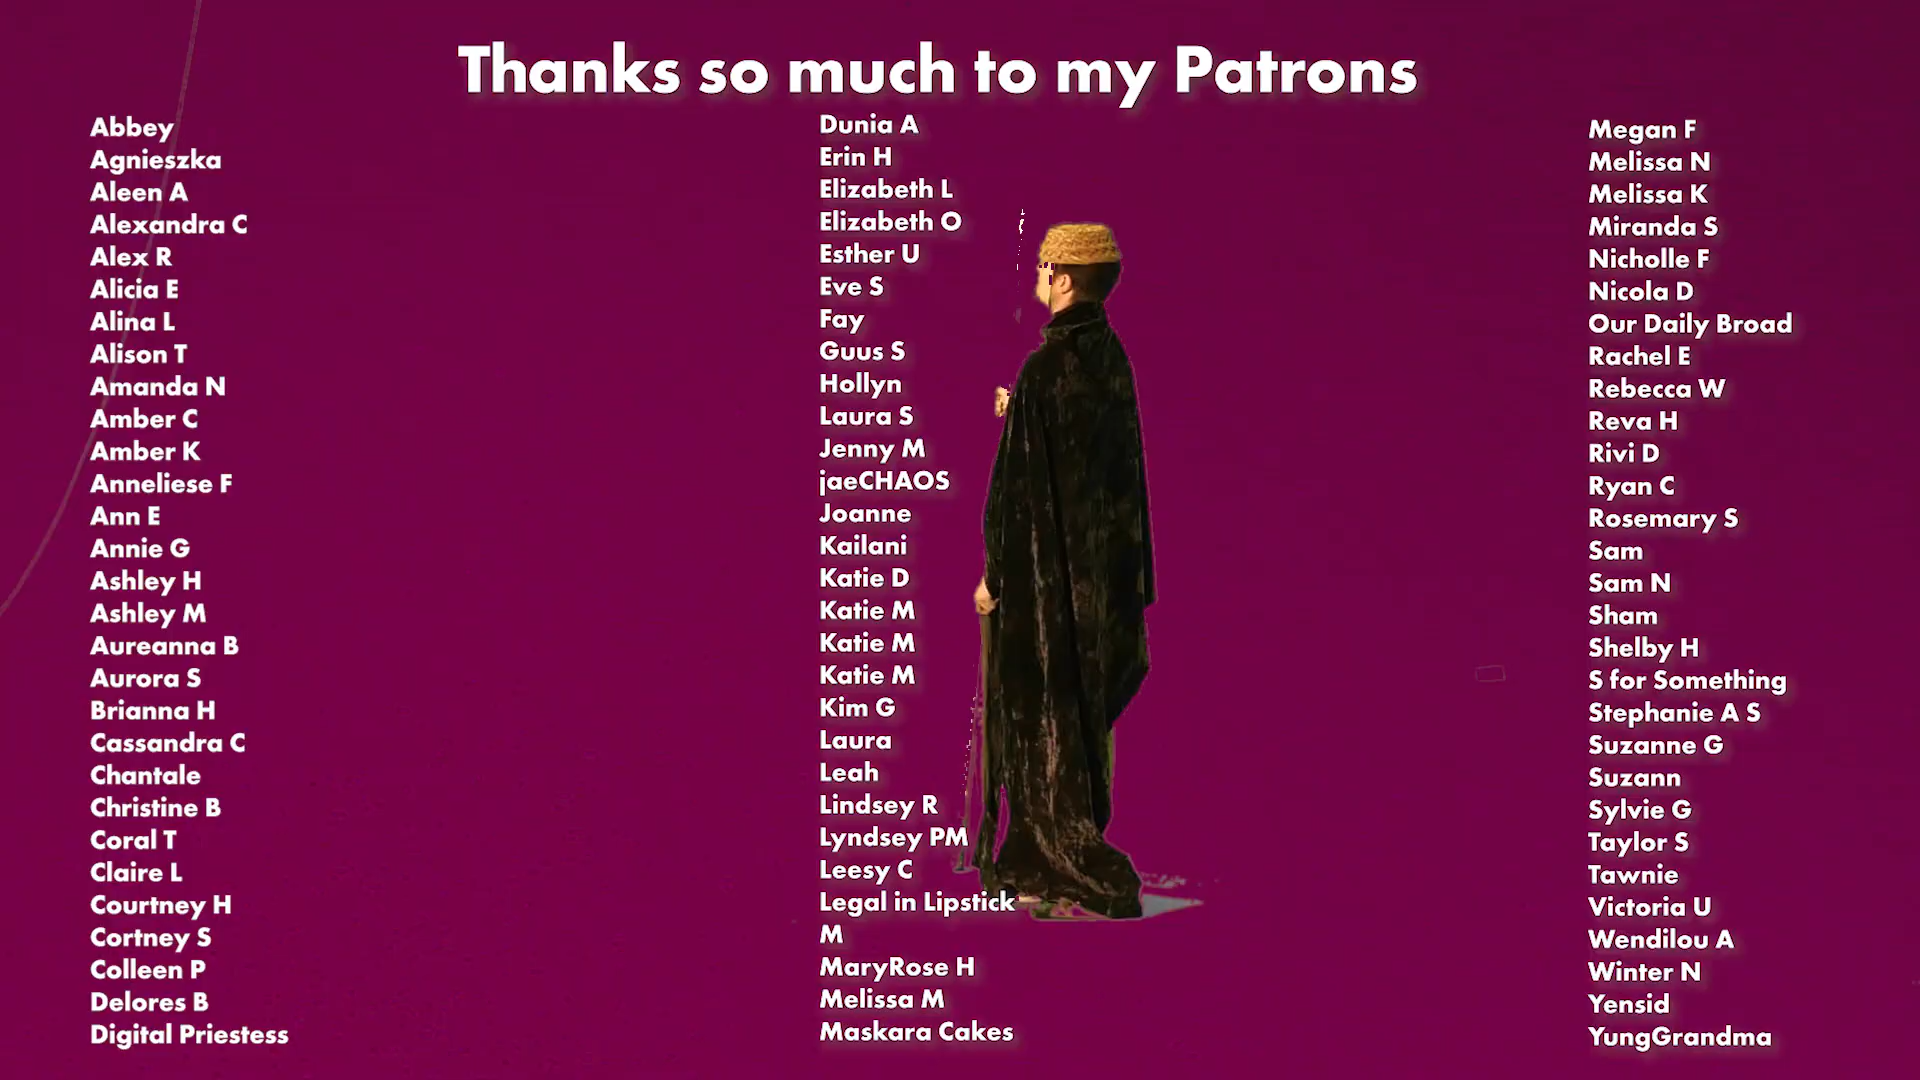 Thanks so much to my Patrons
Abbey
Agnieszka
Aleen A
Alexandra C
Alex R
Alicia E
Alina L
Alison T
Amanda N
Amber C
Amber K
Anneliese F
Ann E
Annie G
Ashley H
Ashley M
Aureanna B
Aurora S
Brianna H
Cassandra C
Chantale
Christine B
Coral T
Claire L
Courtney H
Cortney S
Colleen P
Delores B
Digital Priestess
Dunia A
Erin H
Elizabeth L
Elizabeth O
Esther U
Eve S
Fay
Guus S
Hollyn
Laura S
Jenny M
jaeCHAOS
Joanne
Kailani
Katie D
Katie M
Katie M
Katie M
Kim G
Laura
Leah
Lindsey R
Lyndsey PM
Leesy C
Legal in Lipstick
M
MaryRose H
Melissa M
Maskara Cakes
Megan F
Melissa N
Melissa K
Miranda S
Nicholle F
Nicola D
Our Daily Broad
Rachel E
Rebecca W
Reva H
Rivi D
Ryan C
Rosemary S
Sam
Sam N
Sham
Shelby H
S for Something
Stephanie A S
Suzanne G
Suzann
Sylvie G
Taylor S
Tawnie
Victoria U
Wendilou A
Winter N
Yensid
YungGrandma